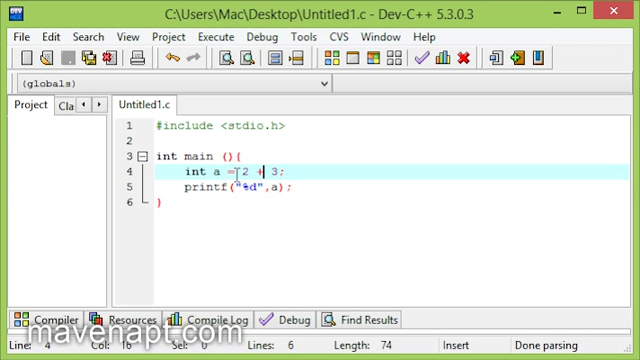 C:\Users\Mac\Desktop\Untitled1.c - Dev-C++ 5.3.0.3
File Edit Search View Project Execute Debug Tools CVS Window Help
(globals)
Project Cla Untitled1.c
1 #include <stdio.h>
2
3 int main (){
4 int a = 2 + 3;
5 printf("%d",a);
6 }
Compiler Resources Compile Log Debug Find Results
mavenapt.com
Line: 4 Col: 16 Sel: 0 Lines: 6 Length: 74 Insert Done parsing